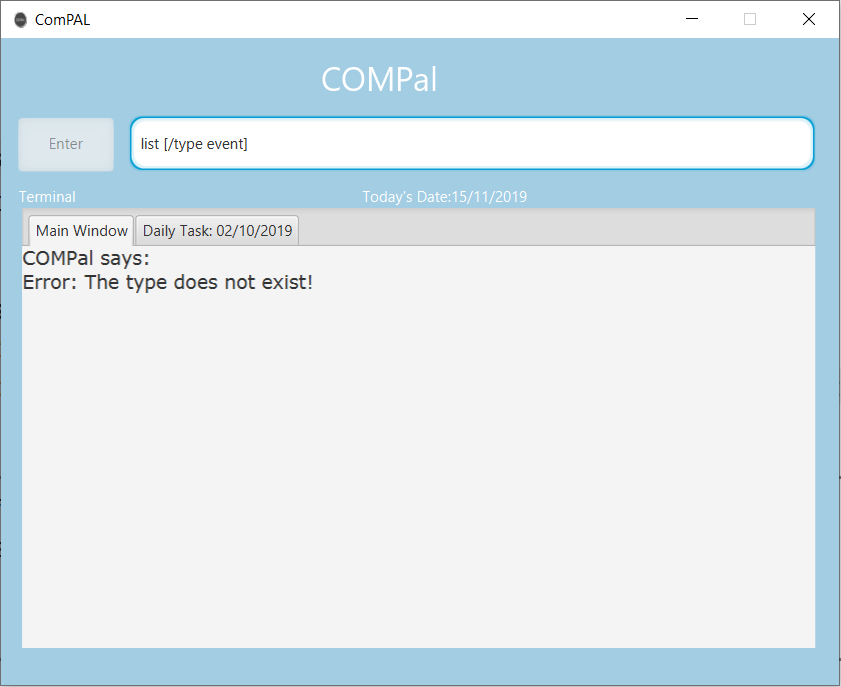 ComPAL
COMPal
Enter
list [/type event]
Terminal
Today's Date:15/11/2019
Main Window
Daily Task: 02/10/2019
COMPal says:
Error: The type does not exist!